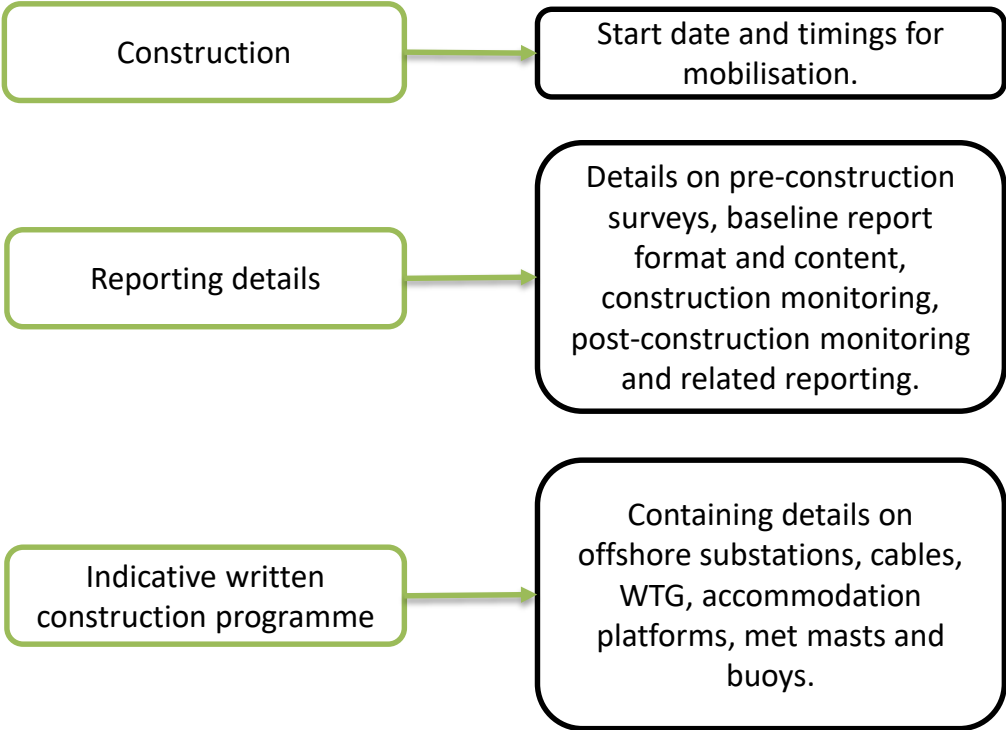 Construction
Start date and timings for
mobilisation.
Reporting details
Details on pre-construction
surveys, baseline report
format and content,
construction monitoring,
post-construction monitoring
and related reporting.
Indicative written
construction programme
Containing details on
offshore substations, cables,
WTG, accommodation
platforms, met masts and
buoys.